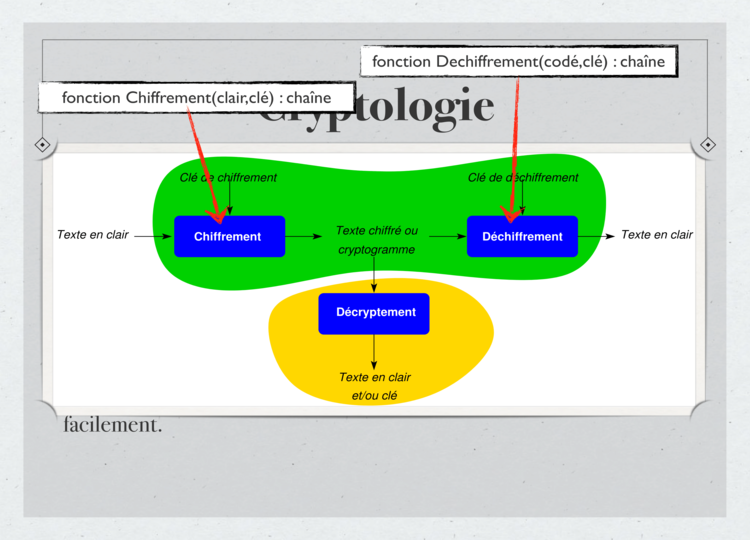 fonction Dechiffrement(codé,clé) : chaîne
fonction Chiffrement(clair,clé) : chaîne
Cryptologie
Clé de chiffrement
Clé de déchiffrement
Texte en clair
Chiffrement
Texte chiffré ou
cryptogramme
Déchiffrement
Texte en clair
Décryptement
Texte en clair
et/ou clé
facilement.